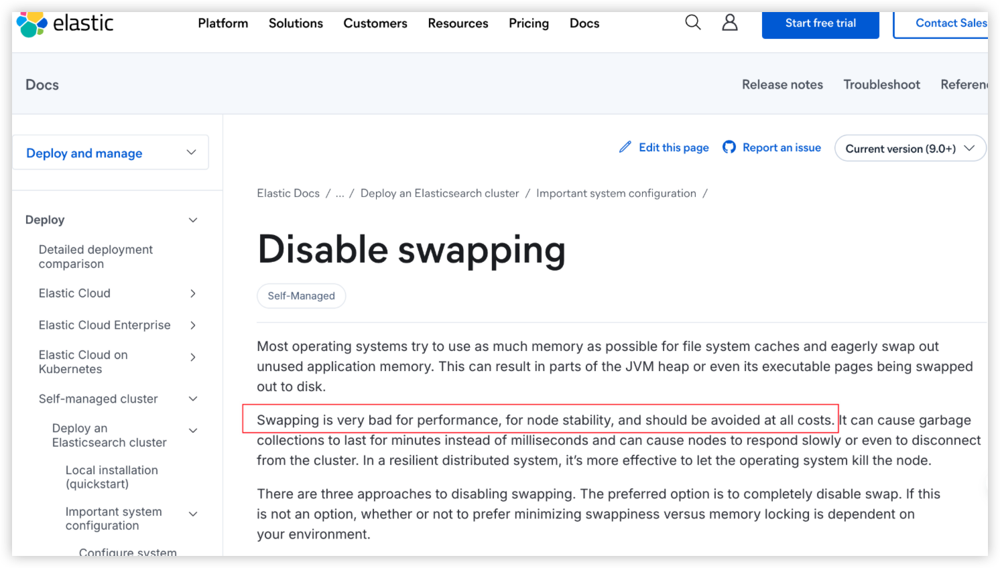 elastic
Platform Solutions Customers Resources Pricing Docs
Start free trial
Contact Sales
Docs
Release notes Troubleshoot Referen
Deploy and manage
Edit this page Report an issue Current version (9.0+)
Elastic Docs / ... / Deploy an Elasticsearch cluster / Important system configuration /
Deploy
Detailed deployment
comparison
Elastic Cloud
Elastic Cloud Enterprise
Elastic Cloud on
Kubernetes
Self-managed cluster
Deploy an
Elasticsearch cluster
Local installation
(quickstart)
Important system
configuration
Configure system
Disable swapping
Self-Managed
Most operating systems try to use as much memory as possible for file system caches and eagerly swap out
unused application memory. This can result in parts of the JVM heap or even its executable pages being swapped
out to disk.
Swapping is very bad for performance, for node stability, and should be avoided at all costs. It can cause garbage
collections to last for minutes instead of milliseconds and can cause nodes to respond slowly or even to disconnect
from the cluster. In a resilient distributed system, it’s more effective to let the operating system kill the node.
There are three approaches to disabling swapping. The preferred option is to completely disable swap. If this
is not an option, whether or not to prefer minimizing swappiness versus memory locking is dependent on
your environment.